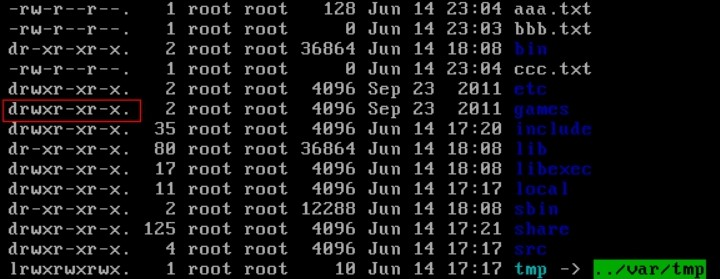 -rw-r--r--. 1 root root 128 Jun 14 23:04 aaa.txt
-rw-r--r--. 1 root root 0 Jun 14 23:03 bbb.txt
dr-xr-xr-x. 2 root root 36864 Jun 14 18:08 bin
-rw-r--r--. 1 root root 0 Jun 14 23:04 ccc.txt
drwxr-xr-x. 2 root root 4096 Sep 23 2011 etc
drwxr-xr-x. 2 root root 4096 Sep 23 2011 games
drwxr-xr-x. 35 root root 4096 Jun 14 17:20 include
dr-xr-xr-x. 80 root root 36864 Jun 14 18:08 lib
drwxr-xr-x. 17 root root 4096 Jun 14 18:08 libexec
drwxr-xr-x. 11 root root 4096 Jun 14 17:17 local
dr-xr-xr-x. 2 root root 12288 Jun 14 18:08 sbin
drwxr-xr-x. 125 root root 4096 Jun 14 17:21 share
drwxr-xr-x. 4 root root 4096 Jun 14 17:17 src
lrwxrwxrwx. 1 root root 10 Jun 14 17:17 tmp -> ../var/tmp